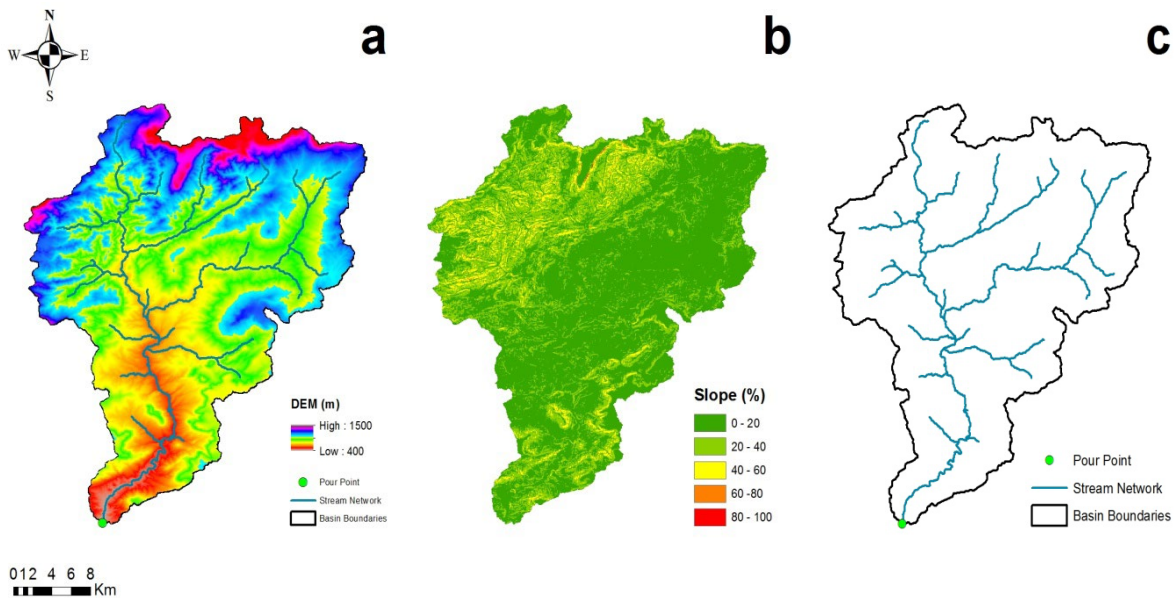 N
W E
S
a
b
c
DEM (m)
High : 1500
Low : 400
Pour Point
Stream Network
Basin Boundaries
Slope (%)
0 - 20
20 - 40
40 - 60
60 -80
80 - 100
Pour Point
Stream Network
Basin Boundaries
0 1 2 4 6 8
Km